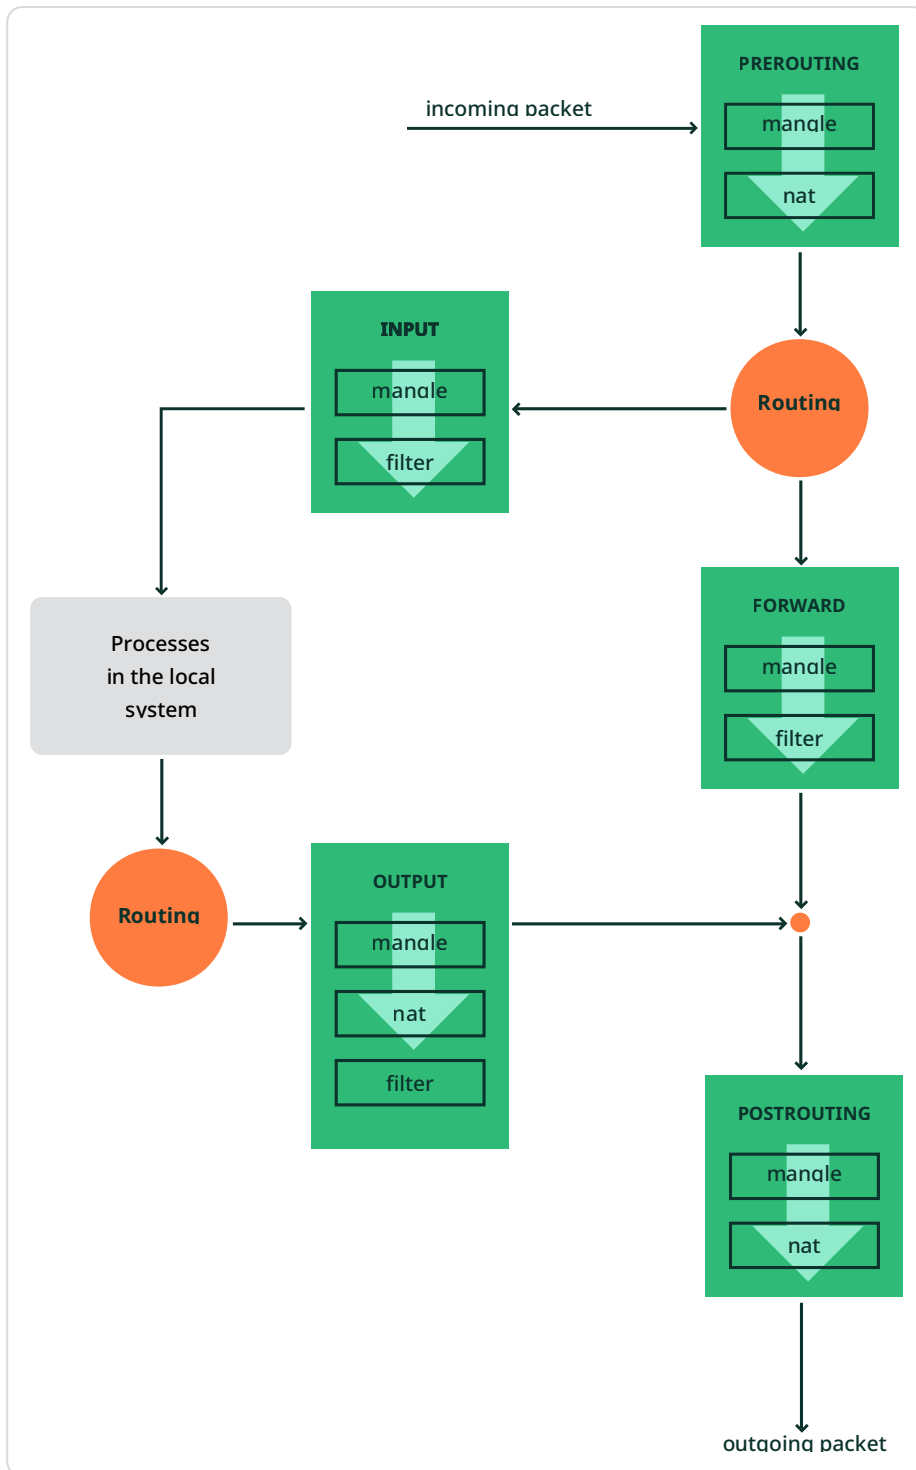 PREROUTING
incoming packet
mangle
nat
INPUT
mangle
filter
Routing
Processes
in the local
system
FORWARD
mangle
filter
Routing
OUTPUT
mangle
nat
filter
POSTROUTING
mangle
nat
outgoing packet